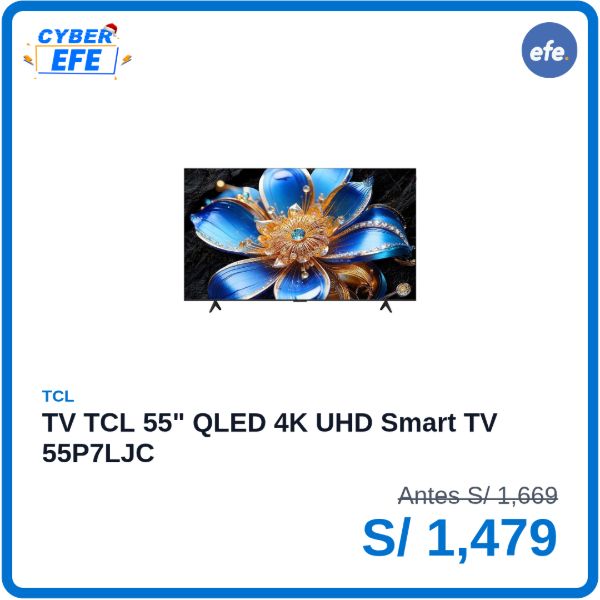 CYBER
EFE
efe.
TCL
TV TCL 55" QLED 4K UHD Smart TV
55P7LJC
Antes S/ 1,669
S/ 1,479